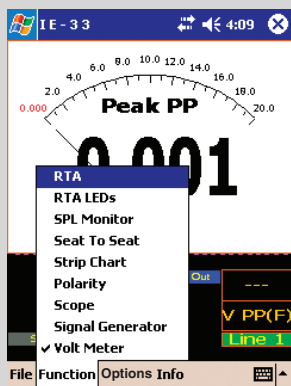 IE-33 4:09
0.000 2.0 4.0 6.0 8.0 10.0 12.0 14.0 16.0 18.0 20.0
Peak PP
0.001
RTA
RTA LEDs
SPL Monitor
Seat To Seat
Strip Chart
Polarity
Scope
Signal Generator
✓ Volt Meter
Out
---
V PP(F)
S
Line 1
File Function Options Info